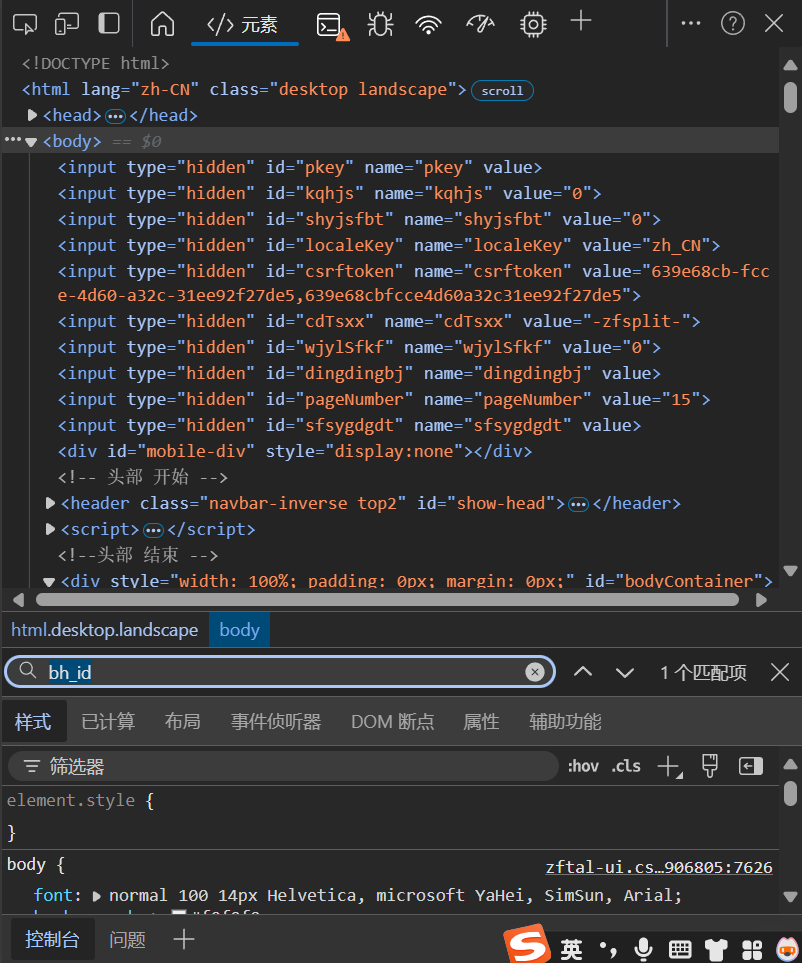 元素
<!DOCTYPE html>
<html lang="zh-CN" class="desktop landscape"> scroll
<head>…</head>
<body> == $0
<input type="hidden" id="pkey" name="pkey" value>
<input type="hidden" id="kqhjs" name="kqhjs" value="0">
<input type="hidden" id="shyjsfbt" name="shyjsfbt" value="0">
<input type="hidden" id="localeKey" name="localeKey" value="zh_CN">
<input type="hidden" id="csrftoken" name="csrftoken" value="639e68cb-fcc
e-4d60-a32c-31ee92f27de5,639e68cbfcce4d60a32c31ee92f27de5">
<input type="hidden" id="cdTsxx" name="cdTsxx" value="-zfsplit-">
<input type="hidden" id="wjylSfkf" name="wjylSfkf" value="0">
<input type="hidden" id="dingdingbj" name="dingdingbj" value>
<input type="hidden" id="pageNumber" name="pageNumber" value="15">
<input type="hidden" id="sfsygdgdt" name="sfsygdgdt" value>
<div id="mobile-div" style="display:none"></div>
<!-- 头部 开始 -->
<header class="navbar-inverse top2" id="show-head">…</header>
<script>…</script>
<!--头部 结束 -->
<div style="width: 100%; padding: 0px; margin: 0px;" id="bodyContainer">
html.desktop.landscape body
bh_id 1 个匹配项
样式 已计算 布局 事件侦听器 DOM 断点 属性 辅助功能
筛选器 :hov .cls
element.style {
}
body { zftal-ui.cs…906805:7626
font: normal 100 14px Helvetica, microsoft YaHei, SimSun, Arial;
控制台 问题
英